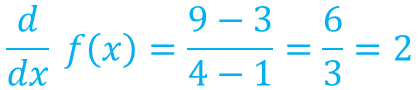 d/dx f(x) = (9 − 3)/(4 − 1) = 6/3 = 2